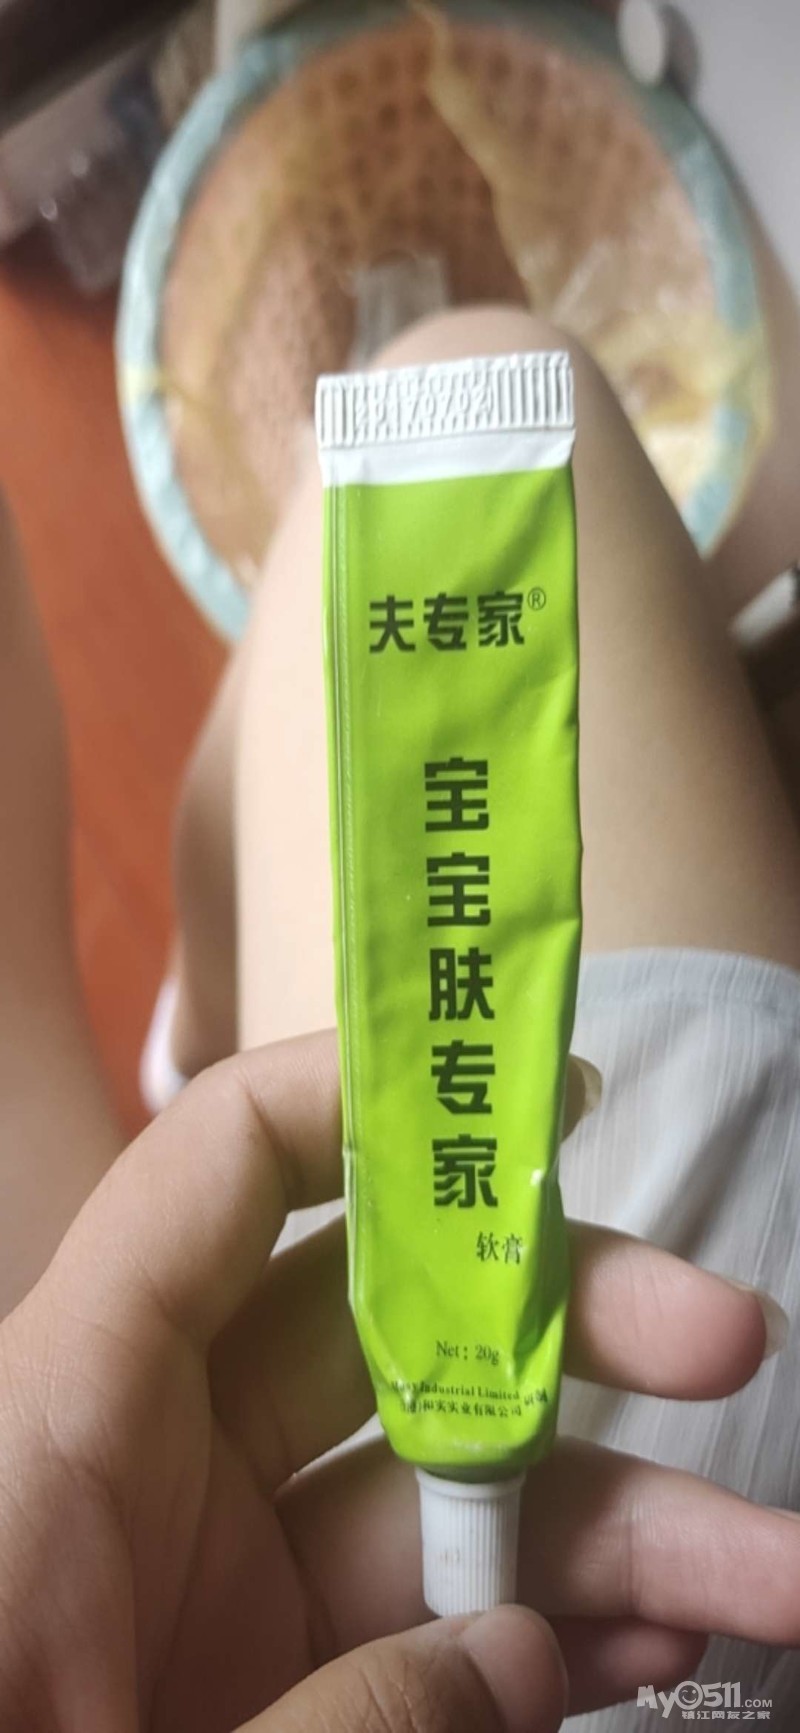 夫专家®
宝宝肤专家
软膏
Net: 20g
Industrial Limited
和实实业有限公司
My0511.COM
镇江网友之家